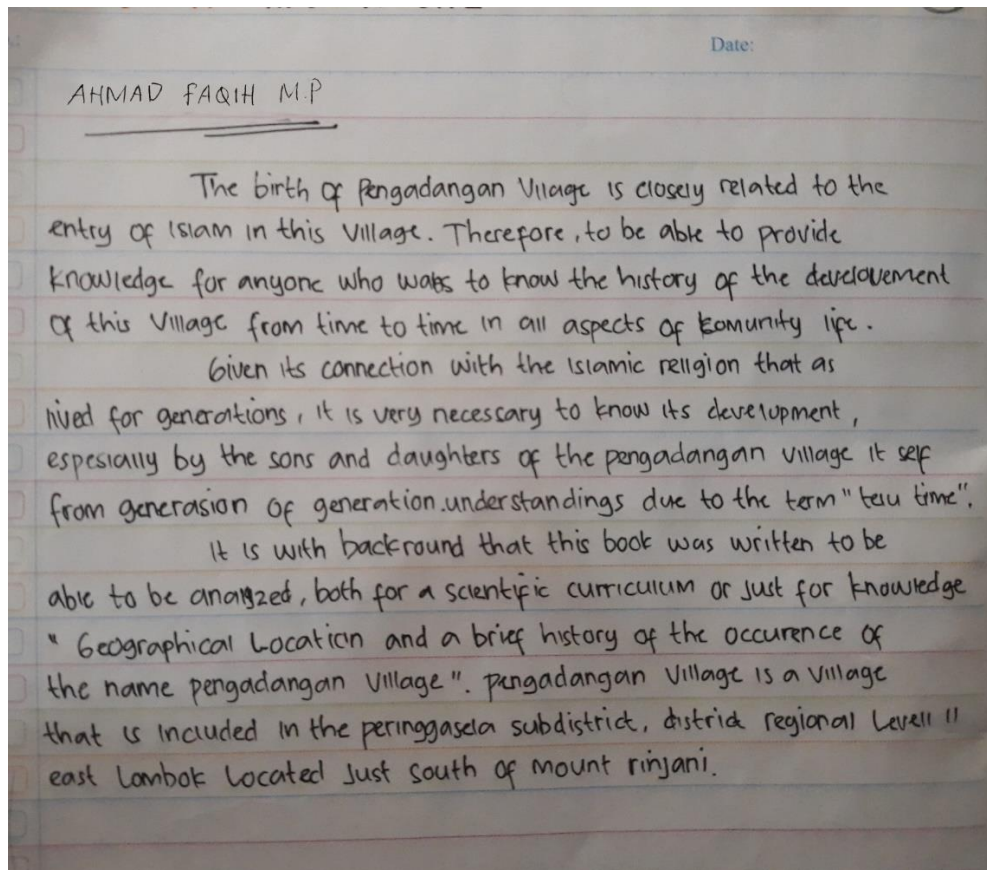 Date:
AHMAD FAQIH M.P
The birth of Pengadangan Village is closely related to the
entry of Islam in this Village. Therefore, to be able to provide
knowledge for anyone who wats to know the history of the develovement
of this Village from time to time in all aspects of komunity life.
Given its connection with the Islamic religion that as
lived for generations, it is very necessary to know its development,
espesially by the sons and daughters of the pengadangan village it self
from generasion of generation.understandings due to the term "telu time".
It is with backround that this book was written to be
able to be analyzed, both for a scientific curriculum or Just for knowledge
" Geographical Location and a brief history of the occurence of
the name pengadangan Village". pengadangan Village is a Village
that is included in the peringgasela subdistrict, district regional Levell II
east Lombok Located Just south of mount rinjani.